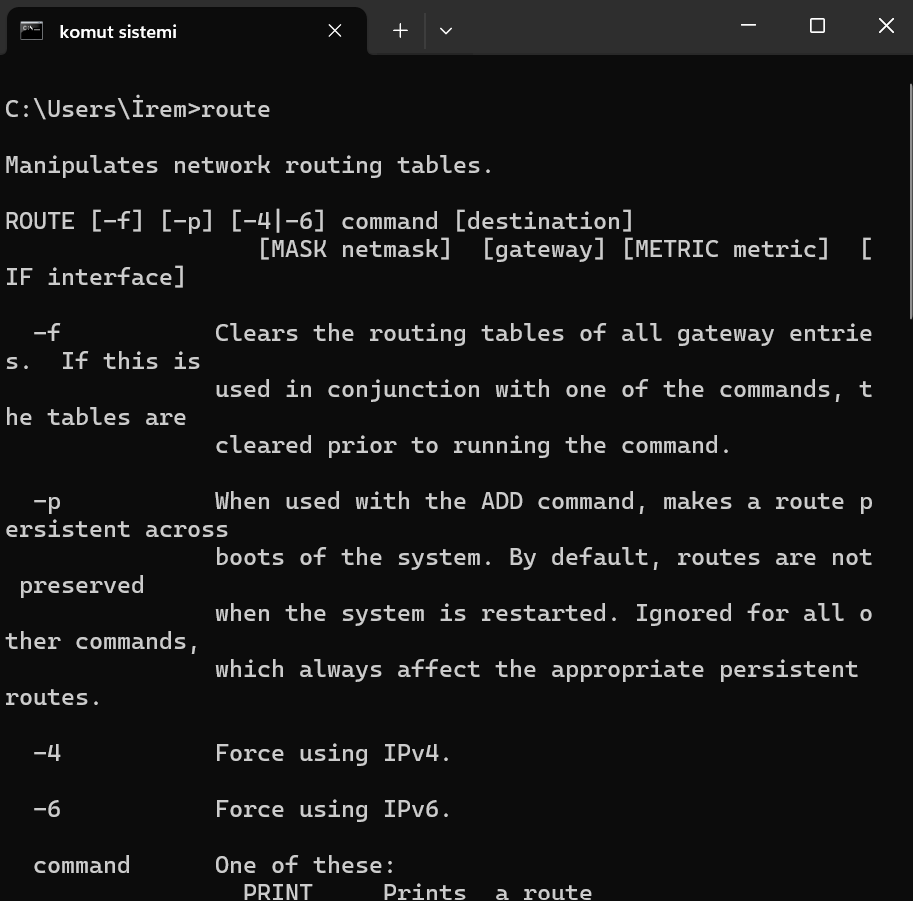 komut sistemi
C:\Users\İrem>route
Manipulates network routing tables.
ROUTE [-f] [-p] [-4|-6] command [destination]
                  [MASK netmask]  [gateway] [METRIC metric]  [
IF interface]
  -f           Clears the routing tables of all gateway entrie
s.  If this is
               used in conjunction with one of the commands, t
he tables are
               cleared prior to running the command.
  -p           When used with the ADD command, makes a route p
ersistent across
               boots of the system. By default, routes are not
 preserved
               when the system is restarted. Ignored for all o
ther commands,
               which always affect the appropriate persistent
routes.
  -4           Force using IPv4.
  -6           Force using IPv6.
  command      One of these:
                 PRINT     Prints  a route